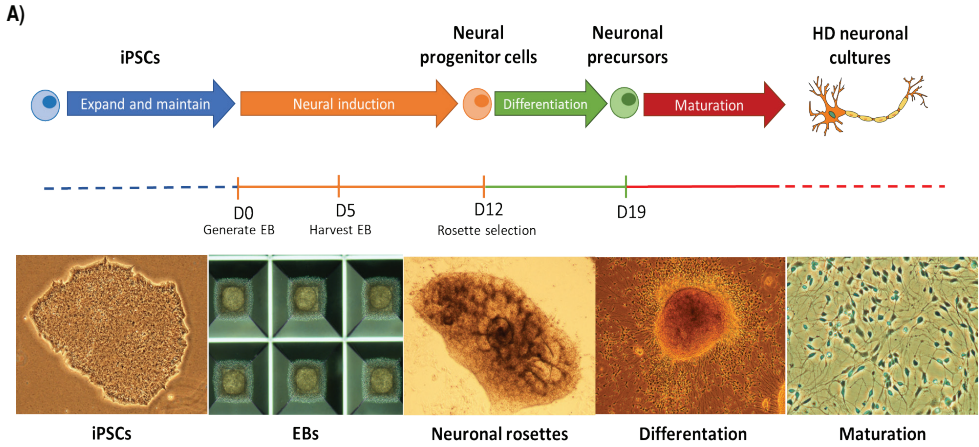 A)
iPSCs
Neural
progenitor cells
Neuronal
precursors
HD neuronal
cultures
Expand and maintain
Neural induction
Differentiation
Maturation
D0
D5
D12
D19
Generate EB
Harvest EB
Rosette selection
iPSCs
EBs
Neuronal rosettes
Differentation
Maturation